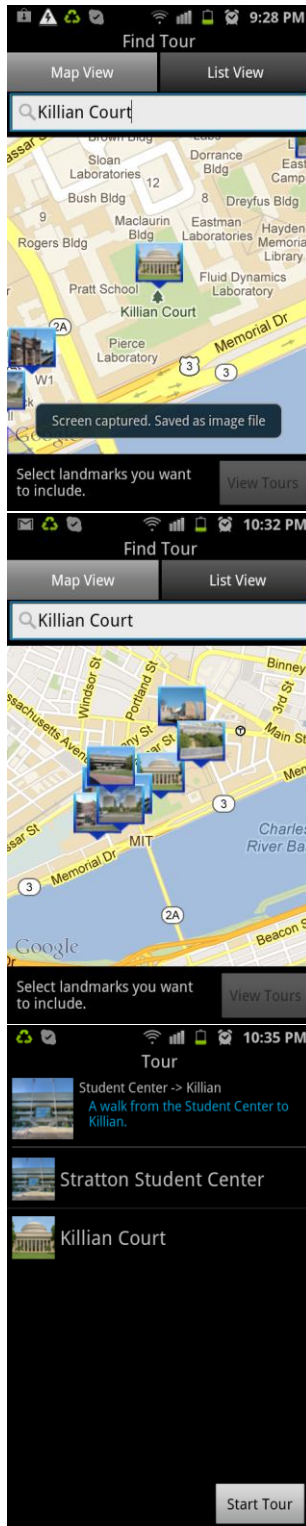 9:28 PM
Find Tour
Map View
List View
Killian Court
Sloan
Laboratories
12
Dorrance
Bldg
East
Camp
Bush Bldg
8
Dreyfus Bldg
9
Maclaurin
Bldg
Eastman
Laboratories
Hayden
Memorial
Library
Rogers Bldg
Pratt School
Fluid Dynamics
Laboratory
Killian Court
2A
Pierce
Laboratory
Memorial Dr
3
3
W1
Screen captured. Saved as image file
Select landmarks you want
to include.
View Tours
10:32 PM
Find Tour
Map View
List View
Killian Court
Binney
Windsor St
Portland St
3rd St
Main St
MIT
3
Memorial Dr
3
Charles
River Ba
2A
Beacon S
Google
Select landmarks you want
to include.
View Tours
10:35 PM
Tour
Student Center -> Killian
A walk from the Student Center to
Killian.
Stratton Student Center
Killian Court
Start Tour